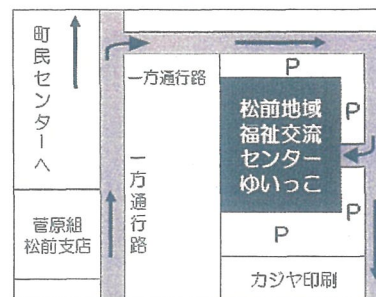 町民センターへ
一方通行路
P
松前地域
福祉交流
センター
ゆいっこ
P
一方通行路
P
P
菅原組
松前支店
カジヤ印刷